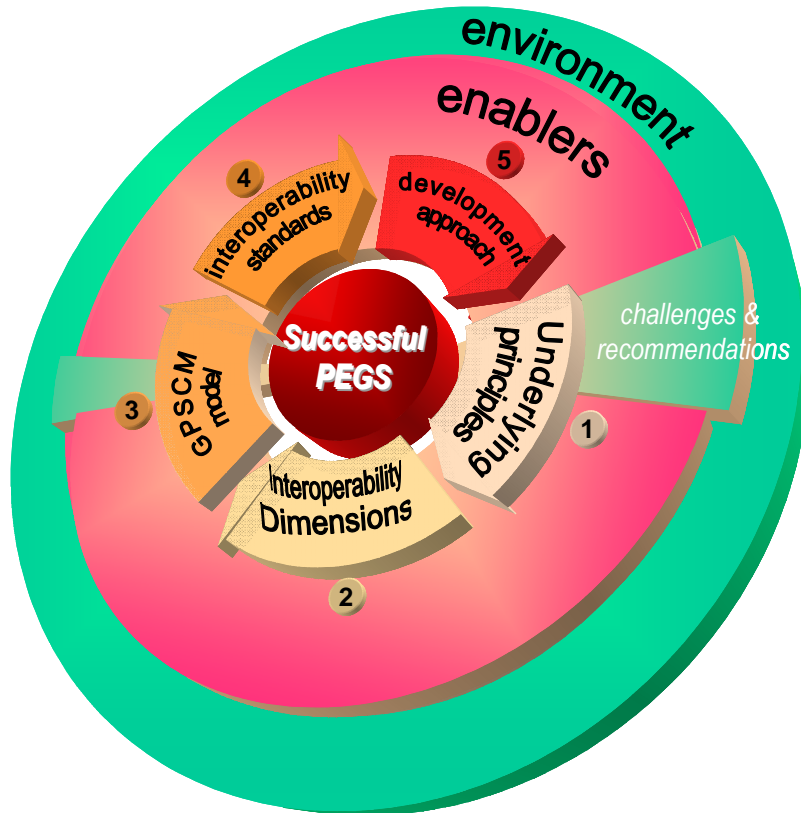 environment
enablers
5
development
approach
4
interoperability
standards
challenges &
recommendations
Successful
PEGS
Underlying
principles
1
GPSCM
model
3
Interoperability
Dimensions
2